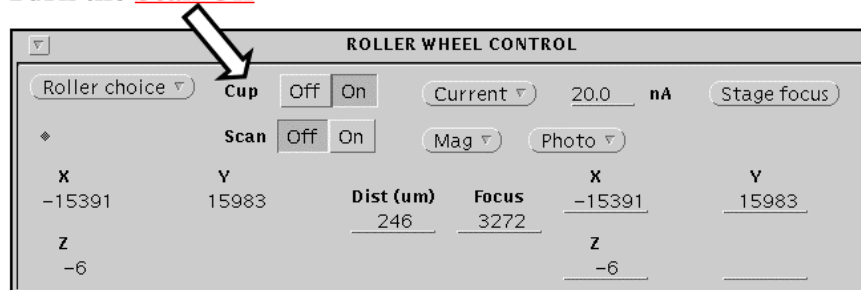 ROLLER WHEEL CONTROL
Roller choice Cup Off On Current 20.0 nA Stage focus
Scan Off On Mag Photo
X Y Dist (um) Focus X Y
-15391 15983 246 3272 -15391 15983
Z Z
-6 -6